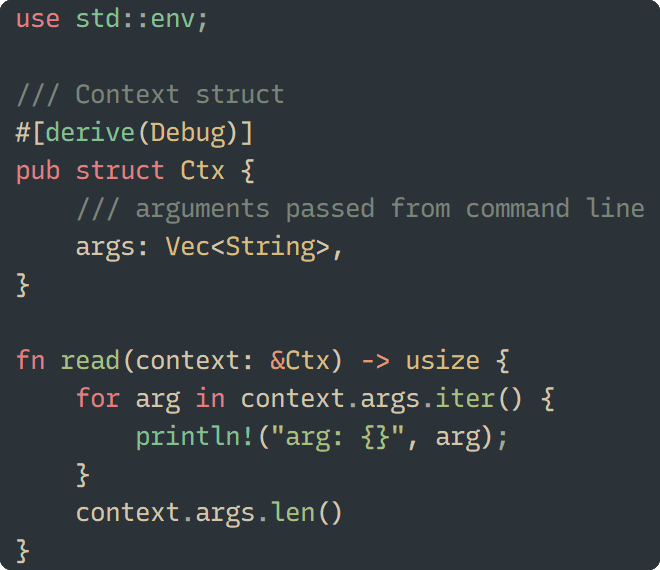 use std::env;

/// Context struct
#[derive(Debug)]
pub struct Ctx {
    /// arguments passed from command line
    args: Vec<String>,
}

fn read(context: &Ctx) -> usize {
    for arg in context.args.iter() {
        println!("arg: {}", arg);
    }
    context.args.len()
}